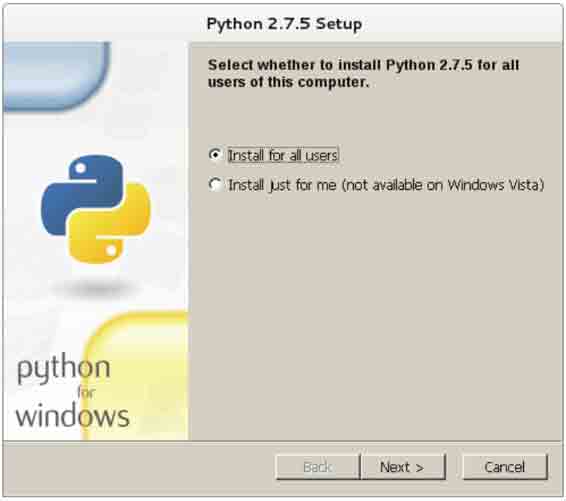 Python 2.7.5 Setup
Select whether to install Python 2.7.5 for all
users of this computer.
Install for all users
Install just for me (not available on Windows Vista)
python
for
windows
Back
Next >
Cancel